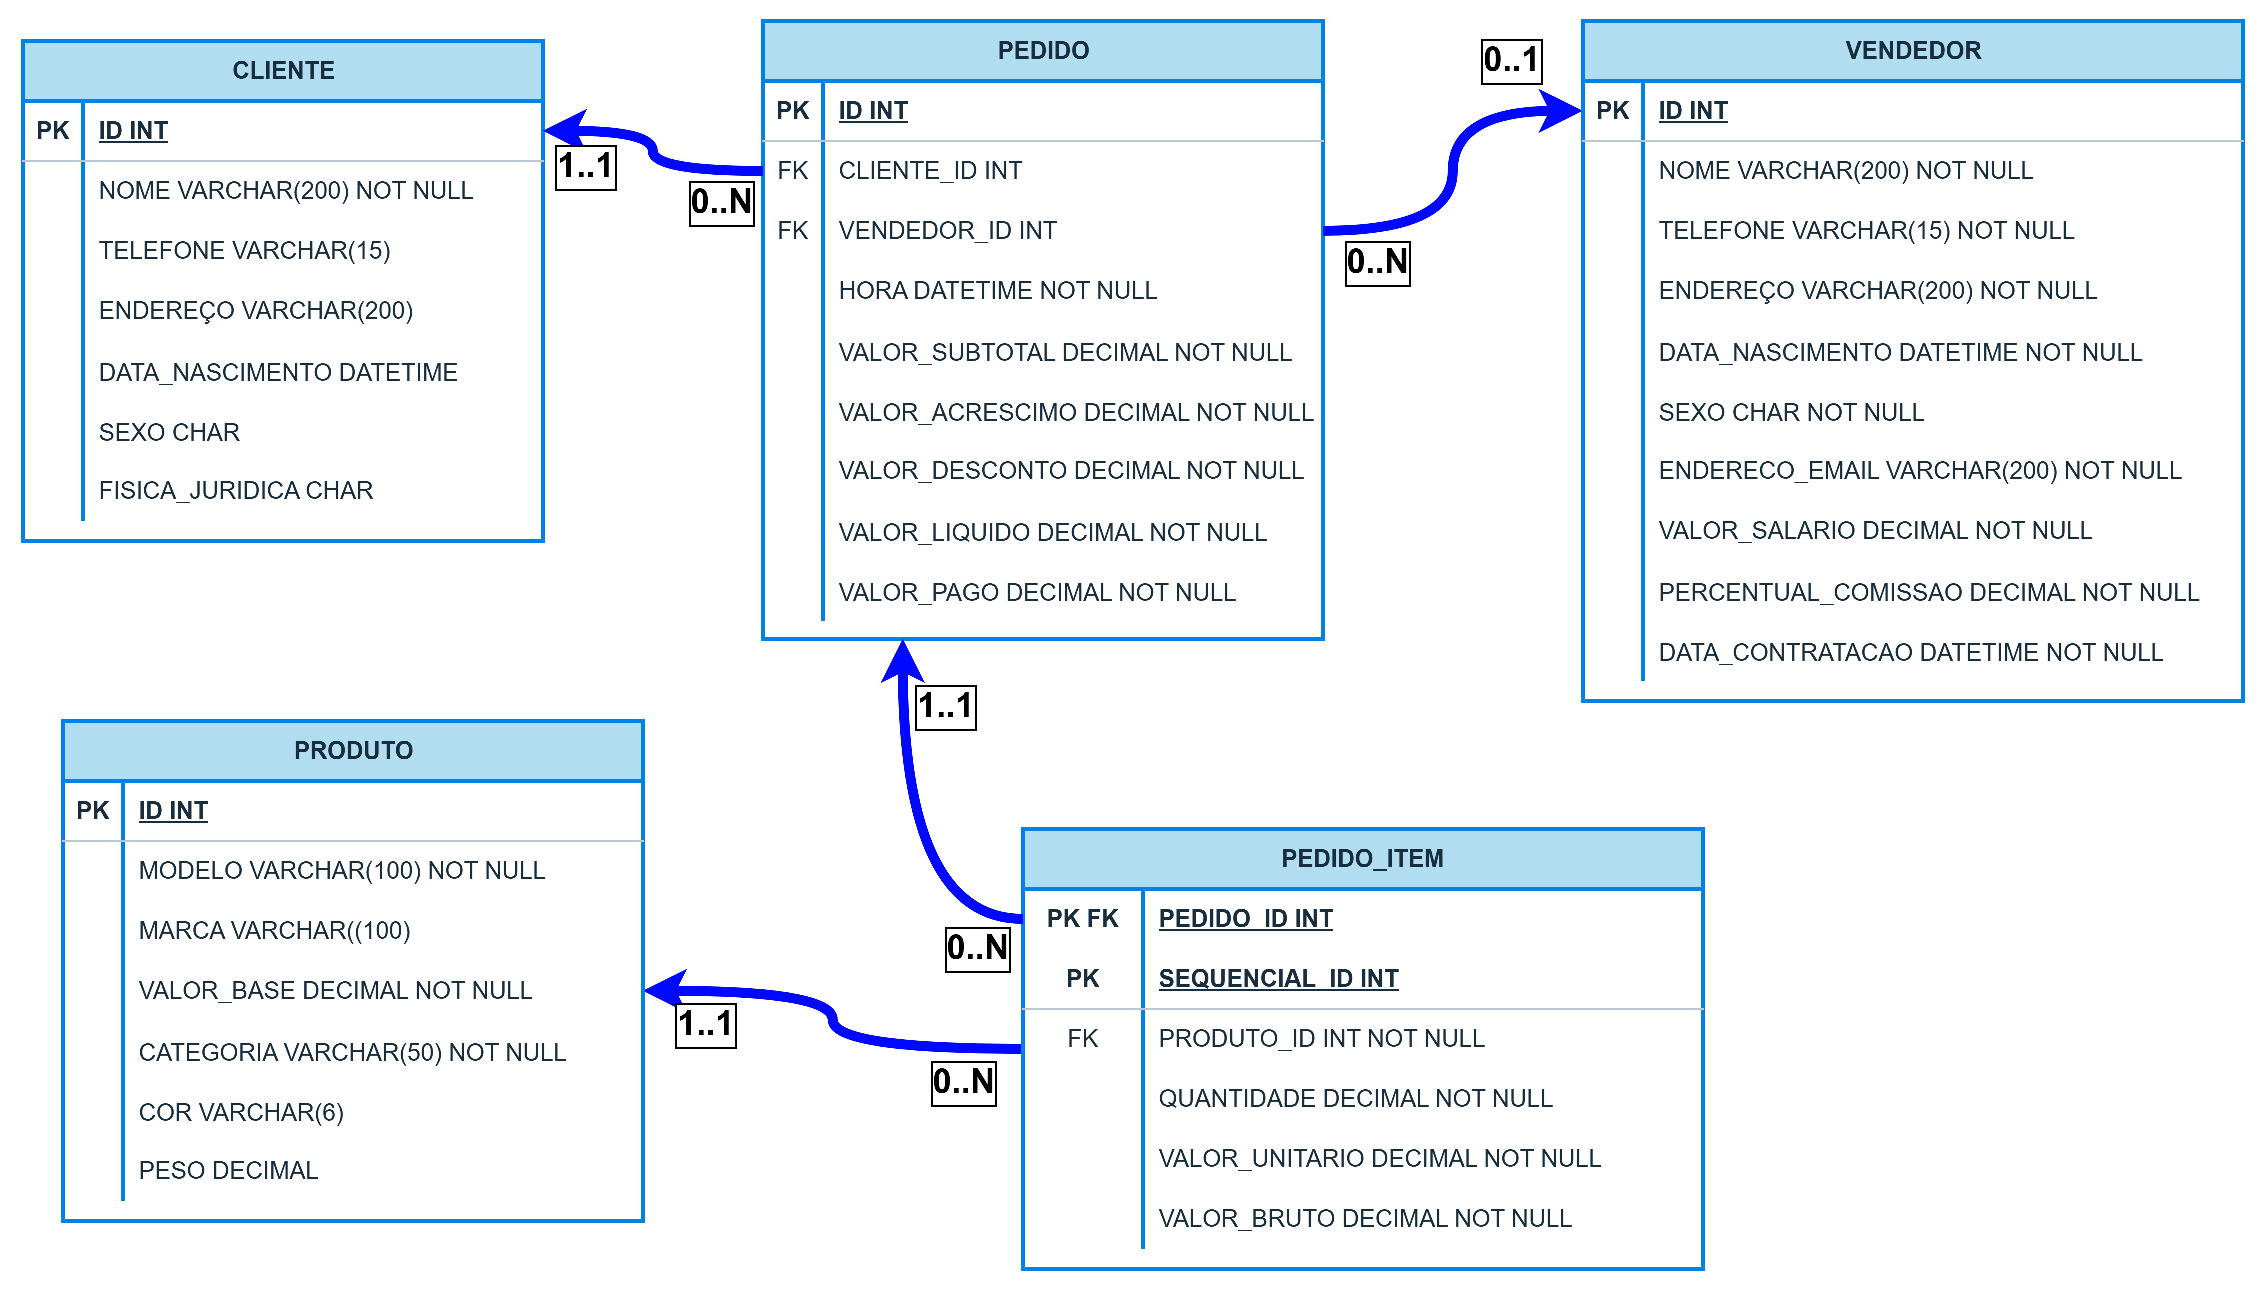 CLIENTE
PK ID INT
NOME VARCHAR(200) NOT NULL
TELEFONE VARCHAR(15)
ENDEREÇO VARCHAR(200)
DATA_NASCIMENTO DATETIME
SEXO CHAR
FISICA_JURIDICA CHAR
1..1
0..N
PEDIDO
PK ID INT
FK CLIENTE_ID INT
FK VENDEDOR_ID INT
HORA DATETIME NOT NULL
VALOR_SUBTOTAL DECIMAL NOT NULL
VALOR_ACRESCIMO DECIMAL NOT NULL
VALOR_DESCONTO DECIMAL NOT NULL
VALOR_LIQUIDO DECIMAL NOT NULL
VALOR_PAGO DECIMAL NOT NULL
0..1
0..N
VENDEDOR
PK ID INT
NOME VARCHAR(200) NOT NULL
TELEFONE VARCHAR(15) NOT NULL
ENDEREÇO VARCHAR(200) NOT NULL
DATA_NASCIMENTO DATETIME NOT NULL
SEXO CHAR NOT NULL
ENDERECO_EMAIL VARCHAR(200) NOT NULL
VALOR_SALARIO DECIMAL NOT NULL
PERCENTUAL_COMISSAO DECIMAL NOT NULL
DATA_CONTRATACAO DATETIME NOT NULL
1..1
0..N
PRODUTO
PK ID INT
MODELO VARCHAR(100) NOT NULL
MARCA VARCHAR((100)
VALOR_BASE DECIMAL NOT NULL
CATEGORIA VARCHAR(50) NOT NULL
COR VARCHAR(6)
PESO DECIMAL
1..1
0..N
PEDIDO_ITEM
PK FK PEDIDO_ID INT
PK SEQUENCIAL_ID INT
FK PRODUTO_ID INT NOT NULL
QUANTIDADE DECIMAL NOT NULL
VALOR_UNITARIO DECIMAL NOT NULL
VALOR_BRUTO DECIMAL NOT NULL